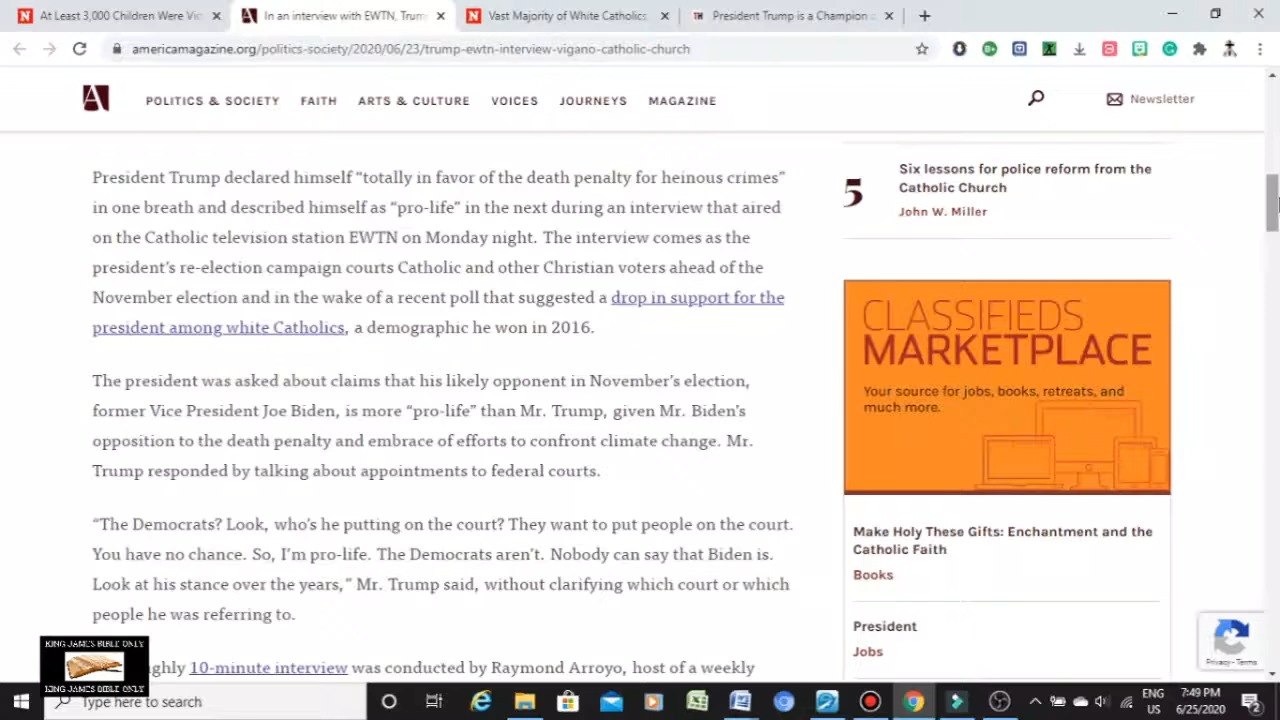 At Least 3,000 Children Were Vi
In an interview with EWTN, Trum
Vast Majority of White Catholics
TH President Trump is a Champion o
americamagazine.org/politics-society/2020/06/23/trump-ewtn-interview-vigano-catholic-church
A POLITICS & SOCIETY FAITH ARTS & CULTURE VOICES JOURNEYS MAGAZINE Newsletter
President Trump declared himself “totally in favor of the death penalty for heinous crimes”
in one breath and described himself as “pro-life” in the next during an interview that aired
on the Catholic television station EWTN on Monday night. The interview comes as the
president’s re-election campaign courts Catholic and other Christian voters ahead of the
November election and in the wake of a recent poll that suggested a drop in support for the
president among white Catholics, a demographic he won in 2016.
The president was asked about claims that his likely opponent in November’s election,
former Vice President Joe Biden, is more “pro-life” than Mr. Trump, given Mr. Biden’s
opposition to the death penalty and embrace of efforts to confront climate change. Mr.
Trump responded by talking about appointments to federal courts.
“The Democrats? Look, who’s he putting on the court? They want to put people on the court.
You have no chance. So, I’m pro-life. The Democrats aren’t. Nobody can say that Biden is.
Look at his stance over the years,” Mr. Trump said, without clarifying which court or which
people he was referring to.
ghly 10-minute interview was conducted by Raymond Arroyo, host of a weekly
5
Six lessons for police reform from the
Catholic Church
John W. Miller
CLASSIFIEDS
MARKETPLACE
Your source for jobs, books, retreats, and
much more.
Make Holy These Gifts: Enchantment and the
Catholic Faith
Books
President
Jobs
Privacy - Terms
KING JAMES BIBLE ONLY
KING JAMES BIBLE ONLY
Type here to search
ENG
US
7:49 PM
6/25/2020
2